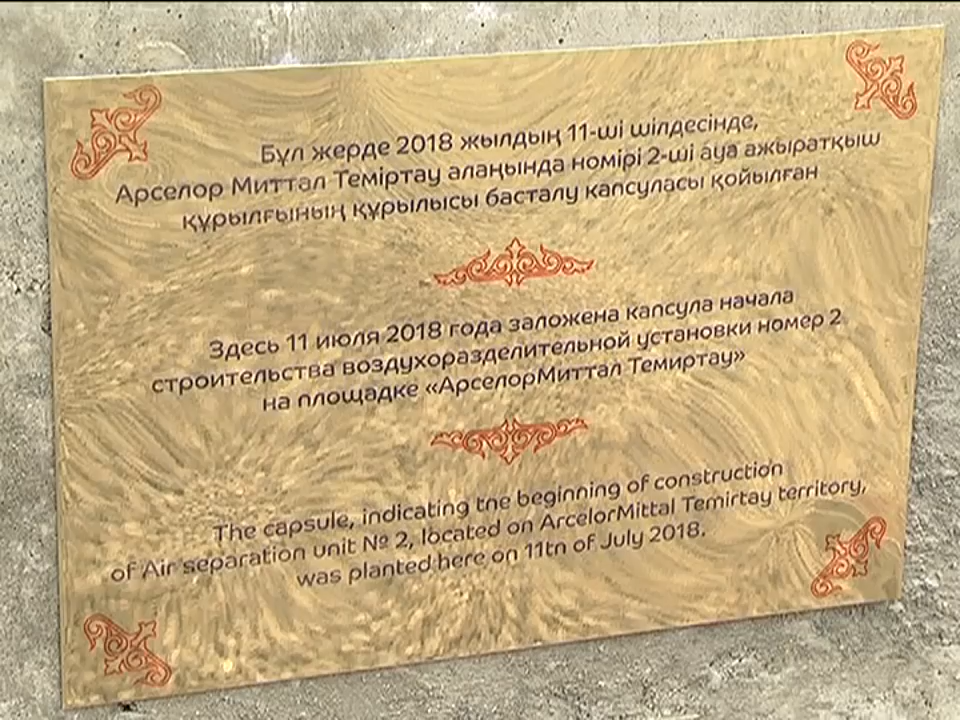 Бұл жерде 2018 жылдың 11-ші шілдесінде,
Арселор Миттал Теміртау алаңында номірі 2-ші ауа ажыратқыш
құрылғының құрылысы басталу капсуласы қойылған
Здесь 11 июля 2018 года заложена капсула начала
строительства воздухоразделительной установки номер 2
на площадке «АрселорМиттал Темиртау»
The capsule, indicating the beginning of construction
of Air separation unit № 2, located on ArcelorMittal Temirtay territory,
was planted here on 11th of July 2018.